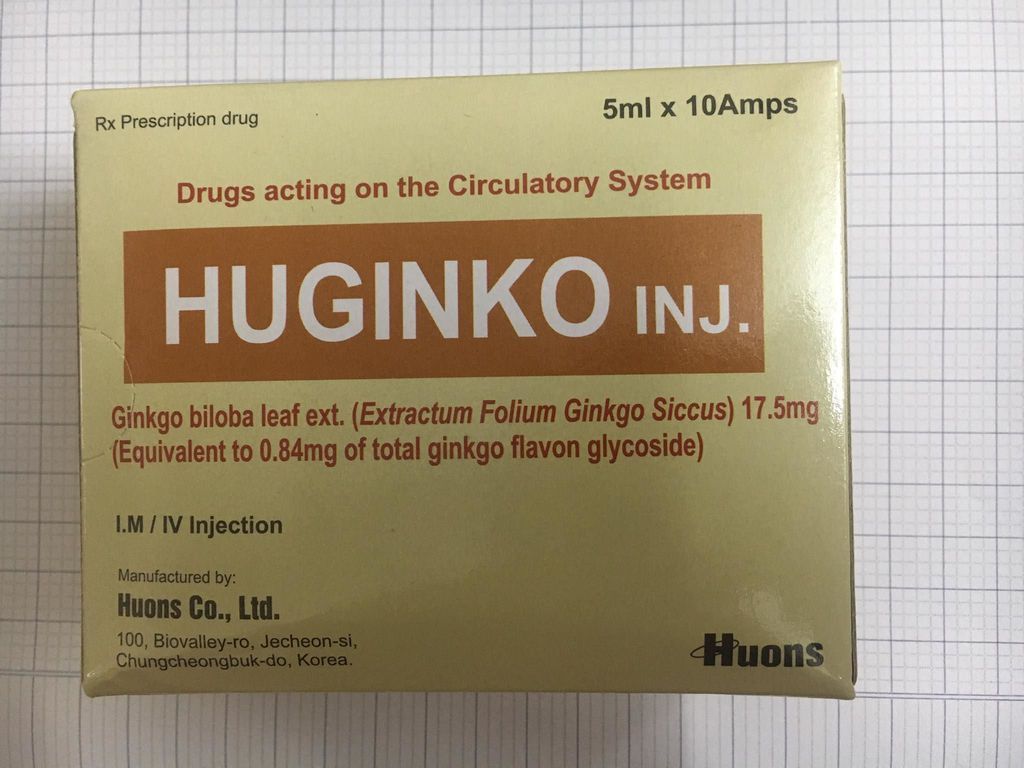 Rx Prescription drug
5ml x 10Amps
Drugs acting on the Circulatory System
HUGINKO INJ.
Ginkgo biloba leaf ext. (Extractum Folium Ginkgo Siccus) 17.5mg
(Equivalent to 0.84mg of total ginkgo flavon glycoside)
I.M / IV Injection
Manufactured by:
Huons Co., Ltd.
100, Biovalley-ro, Jecheon-si,
Chungcheongbuk-do, Korea.
Huons